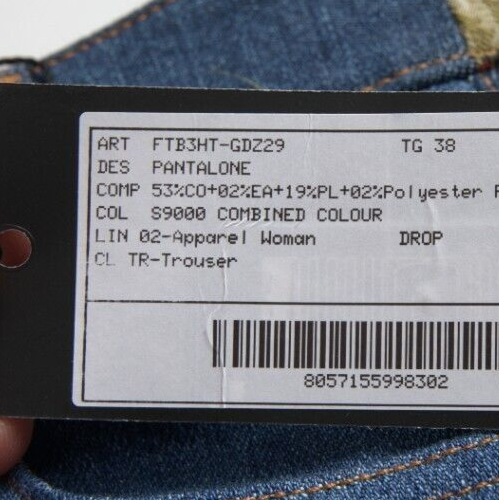 ART FTB3HT-GDZ29 TG 38
DES PANTALONE
COMP 53%CO+02%EA+19%PL+02%Polyester
COL S9000 COMBINED COLOUR
LIN 02-Apparel Woman DROP
CL TR-Trouser
8057155998302